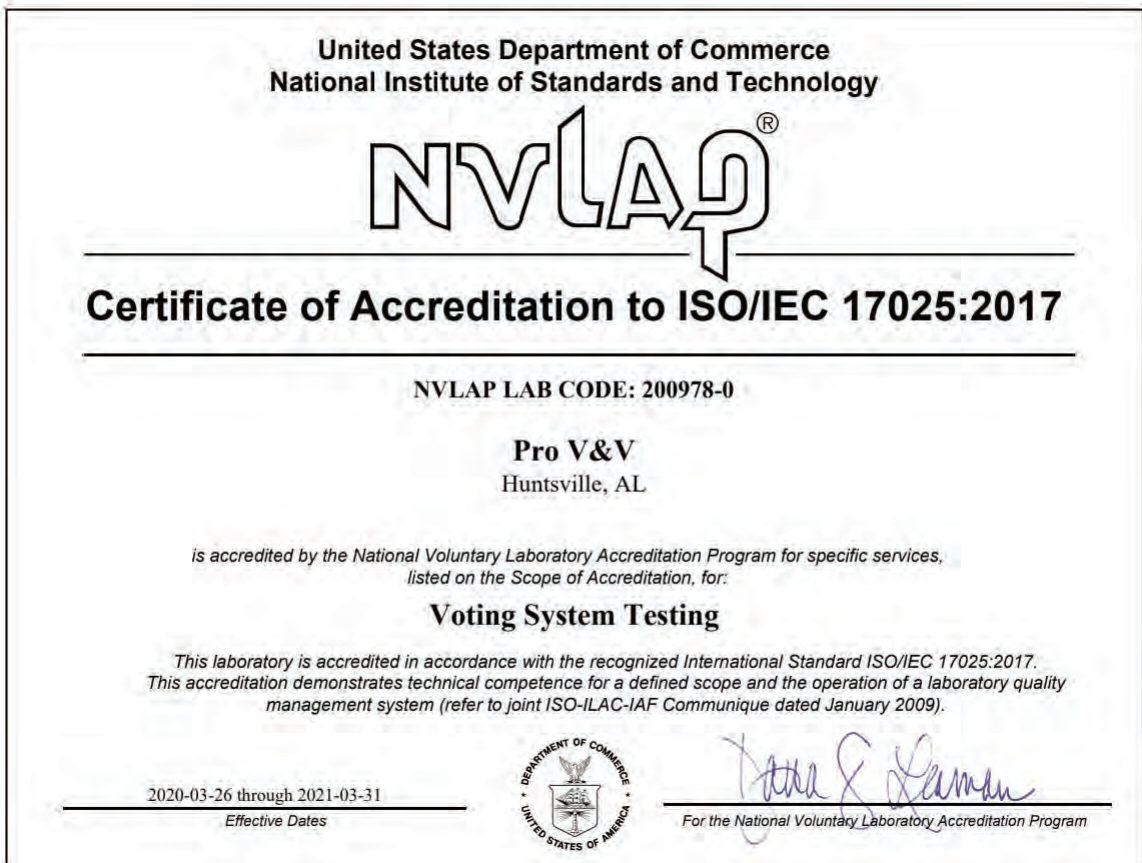 United States Department of Commerce
National Institute of Standards and Technology
NVLAP®
Certificate of Accreditation to ISO/IEC 17025:2017
NVLAP LAB CODE: 200978-0
Pro V&V
Huntsville, AL
is accredited by the National Voluntary Laboratory Accreditation Program for specific services,
listed on the Scope of Accreditation, for:
Voting System Testing
This laboratory is accredited in accordance with the recognized International Standard ISO/IEC 17025:2017.
This accreditation demonstrates technical competence for a defined scope and the operation of a laboratory quality
management system (refer to joint ISO-ILAC-IAF Communique dated January 2009).
2020-03-26 through 2021-03-31
Effective Dates
DEPARTMENT OF COMMERCE
UNITED STATES OF AMERICA
For the National Voluntary Laboratory Accreditation Program